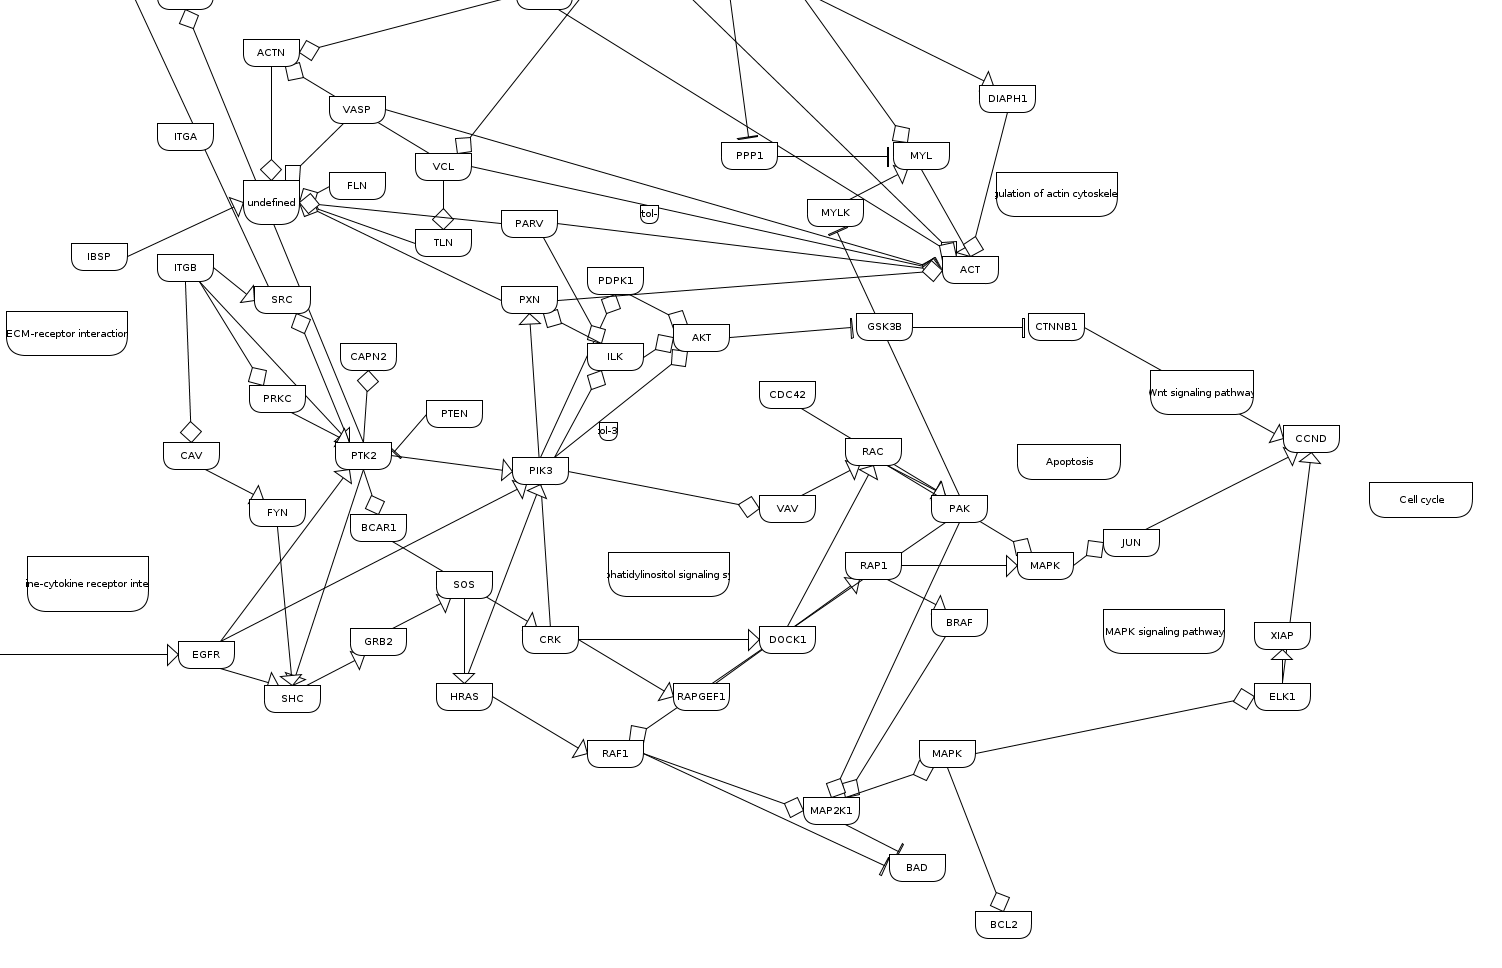 ACTN
DIAPH1
VASP
ITGA
PPP1
MYL
VCL
FLN
undefined
gulation of actin cytoskele
MYLK
tol-
PARV
TLN
IBSP
ITGB
ACT
PDPK1
SRC
PXN
ECM-receptor interaction
GSK3B
CTNNB1
AKT
CAPN2
ILK
Wnt signaling pathway
PRKC
CDC42
PTEN
ol-3
CCND
RAC
CAV
PTK2
Apoptosis
PIK3
Cell cycle
FYN
VAV
PAK
BCAR1
JUN
RAP1
MAPK
ine-cytokine receptor inte
SOS
phatidylinositol signaling sy
BRAF
MAPK signaling pathway
XIAP
GRB2
CRK
DOCK1
EGFR
SHC
HRAS
RAPGEF1
ELK1
RAF1
MAPK
MAP2K1
BAD
BCL2